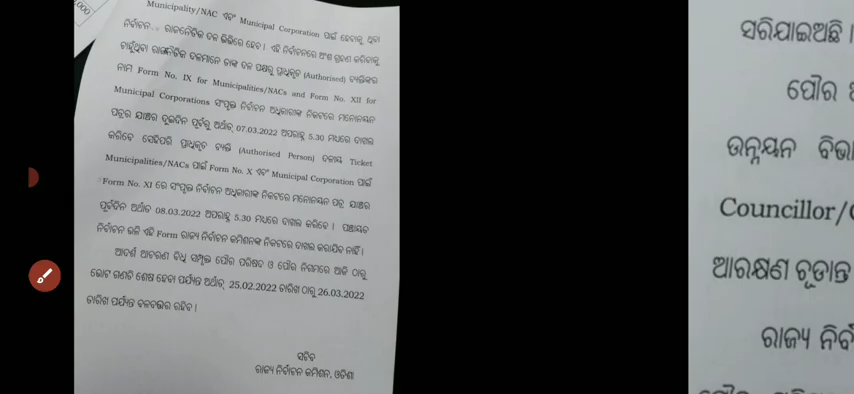 ,000
Municipality/NAC ଏବଂ Municipal Corporation ପାଇଁ ହେବାକୁ ଥିବା
ନିର୍ବାଚନ ରାଜନୈତିକ ଦଳ ଭିତ୍ତିରେ ହେବ । ଏହି ନିର୍ବାଚନରେ ଅଂଶ ଗ୍ରହଣ କରିବାକୁ
ଚାହୁଁଥିବା ରାଜନୈତିକ ଦଳମାନେ ତାଙ୍କ ଦଳ ପକ୍ଷରୁ ପ୍ରାଧିକୃତ (Authorised) ବ୍ୟକ୍ତିଙ୍କର
ନାମ Form No. IX for Municipalities/NACs and Form No. XII for
Municipal Corporations ସଂପୃକ୍ତ ନିର୍ବାଚନ ଅଧିକାରୀଙ୍କ ନିକଟରେ ମନୋନୟନ
ପତ୍ରର ଯାଞ୍ଚର ଦୁଇଦିନ ପୂର୍ବରୁ ଅର୍ଥାତ୍ 07.03.2022 ଅପରାହ୍ନ 5.30 ମଧ୍ୟରେ ଦାଖଲ
କରିବେ ସେହିପରି ପ୍ରାଧିକୃତ ବ୍ୟକ୍ତି (Authorised Person) ଦଳୀୟ Ticket
Municipalities/NACs ପାଇଁ Form No. X ଏବଂ Municipal Corporation ପାଇଁ
Form No. XI ରେ ସଂପୃକ୍ତ ନିର୍ବାଚନ ଅଧିକାରୀଙ୍କ ନିକଟରେ ମନୋନୟନ ପତ୍ର ଯାଞ୍ଚର
ପୂର୍ବଦିନ ଅର୍ଥାତ 08.03.2022 ଅପରାହ୍ନ 5.30 ମଧ୍ୟରେ ଦାଖଲ କରିବେ । ପଞ୍ଚାୟତ
ନିର୍ବାଚନ ଭଳି ଏହି Form ରାଜ୍ୟ ନିର୍ବାଚନ କମିଶନଙ୍କ ନିକଟରେ ଦାଖଲ କରାଯିବ ନାହିଁ ।
ଆଦର୍ଶ ଆଚରଣ ବିଧି ସମ୍ପୃକ୍ତ ପୌର ପରିଷଦ ଓ ପୌର ନିଗମରେ ଆଜି ଠାରୁ
ଭୋଟ ଗଣତି ଶେଷ ହେବା ପର୍ଯ୍ୟନ୍ତ ଅର୍ଥାତ୍ 25.02.2022 ତାରିଖ ଠାରୁ 26.03.2022
ତାରିଖ ପର୍ଯ୍ୟନ୍ତ ବଳବତ୍ତର ରହିବ ।
ସଚିବ
ରାଜ୍ୟ ନିର୍ବାଚନ କମିଶନ, ଓଡିଶା
ସରିଯାଇଅଛି ।
ପୌର
ଉନ୍ନୟନ ବିଭା
Councillor/C
ଆରକ୍ଷଣ ଚୂଡାନ୍ତ
ରାଜ୍ୟ ନିର୍ବ